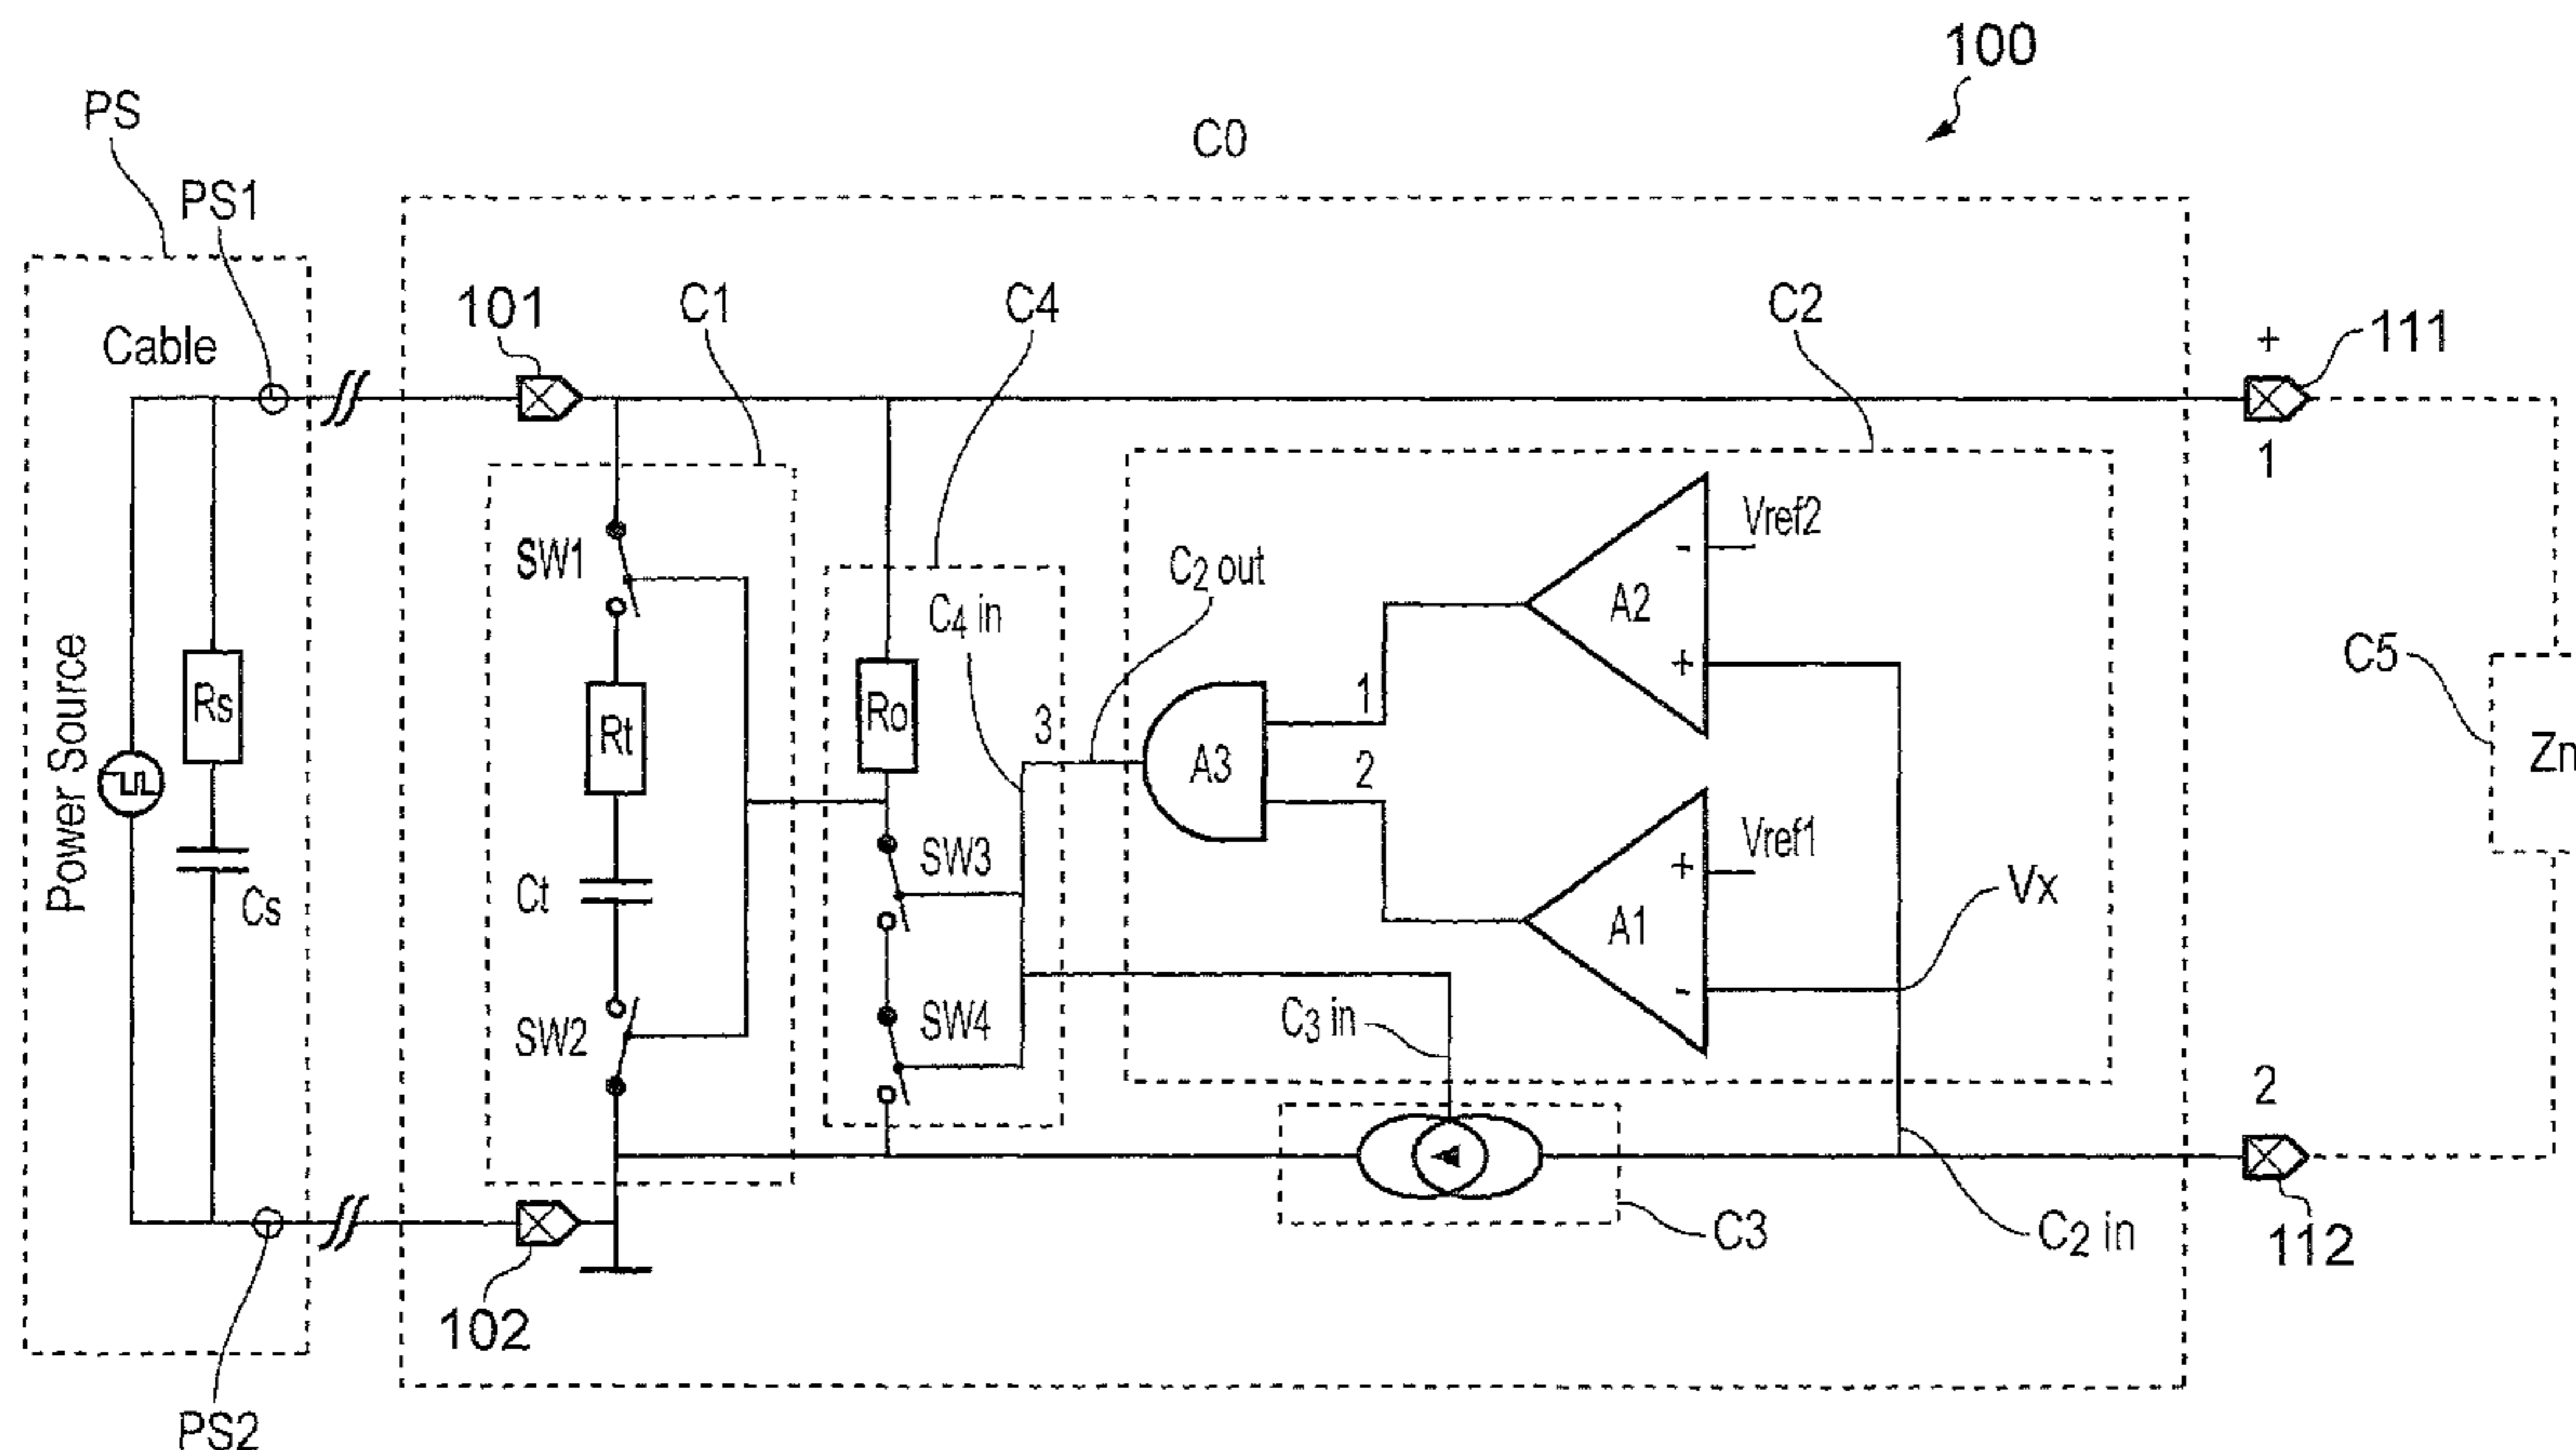 100
PS
C0
PS1
101
C1
C4
C2
+
111
Cable
1
Vref2
C2 out
SW1
-
A2
C4 in
Power Source
Rs
Rt
Ro
3
1
+
C5
A3
2
Zn
Vref1
Cs
Ct
SW3
+
A1
Vx
-
SW2
SW4
C3 in
2
C3
C2 in
112
102
PS2